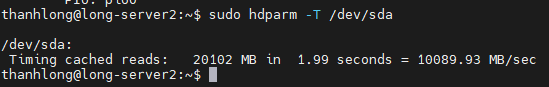 thanhlong@long-server2:~$ sudo hdparm -T /dev/sda

/dev/sda:
 Timing cached reads:   20102 MB in  1.99 seconds = 10089.93 MB/sec
thanhlong@long-server2:~$